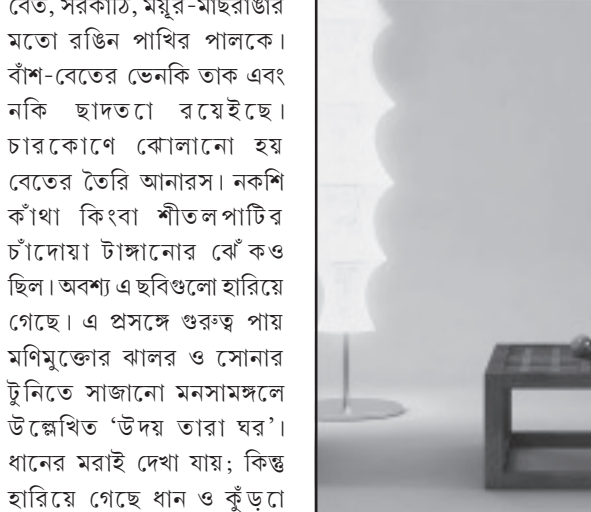 বেত, সরকাঠি, ময়ূর-মাছরাঙার
মতো রঙিন পাখির পালকে।
বাঁশ-বেতের ভেনকি তাক এবং
নকি ছাদতো রয়েইছে।
চারকোণে ঝোলানো হয়
বেতের তৈরি আনারস। নকশি
কাঁথা কিংবা শীতলপাটির
চাঁদোয়া টাঙ্গানোর ঝোঁকও
ছিল। অবশ্য এ ছবিগুলো হারিয়ে
গেছে। এ প্রসঙ্গে গুরুত্ব পায়
মণিমুক্তোর ঝালর ও সোনার
টুনিতে সাজানো মনসামঙ্গলে
উল্লেখিত ‘উদয় তারা ঘর’।
ধানের মরাই দেখা যায়; কিন্তু
হারিয়ে গেছে ধান ও কুঁড়ো